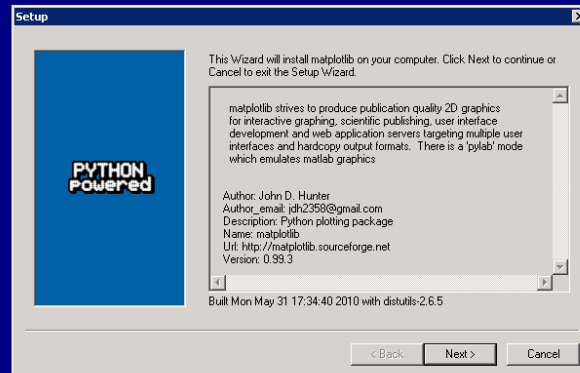 Setup
This Wizard will install matplotlib on your computer. Click Next to continue or
Cancel to exit the Setup Wizard.
matplotlib strives to produce publication quality 2D graphics
for interactive graphing, scientific publishing, user interface
development and web application servers targeting multiple user
interfaces and hardcopy output formats.  There is a 'pylab' mode
which emulates matlab graphics
PYTHON
Powered
Author: John D. Hunter
Author_email: jdh2358@gmail.com
Description: Python plotting package
Name: matplotlib
Url: http://matplotlib.sourceforge.net
Version: 0.99.3
Built Mon May 31 17:34:40 2010 with distutils-2.6.5
< Back
Next >
Cancel